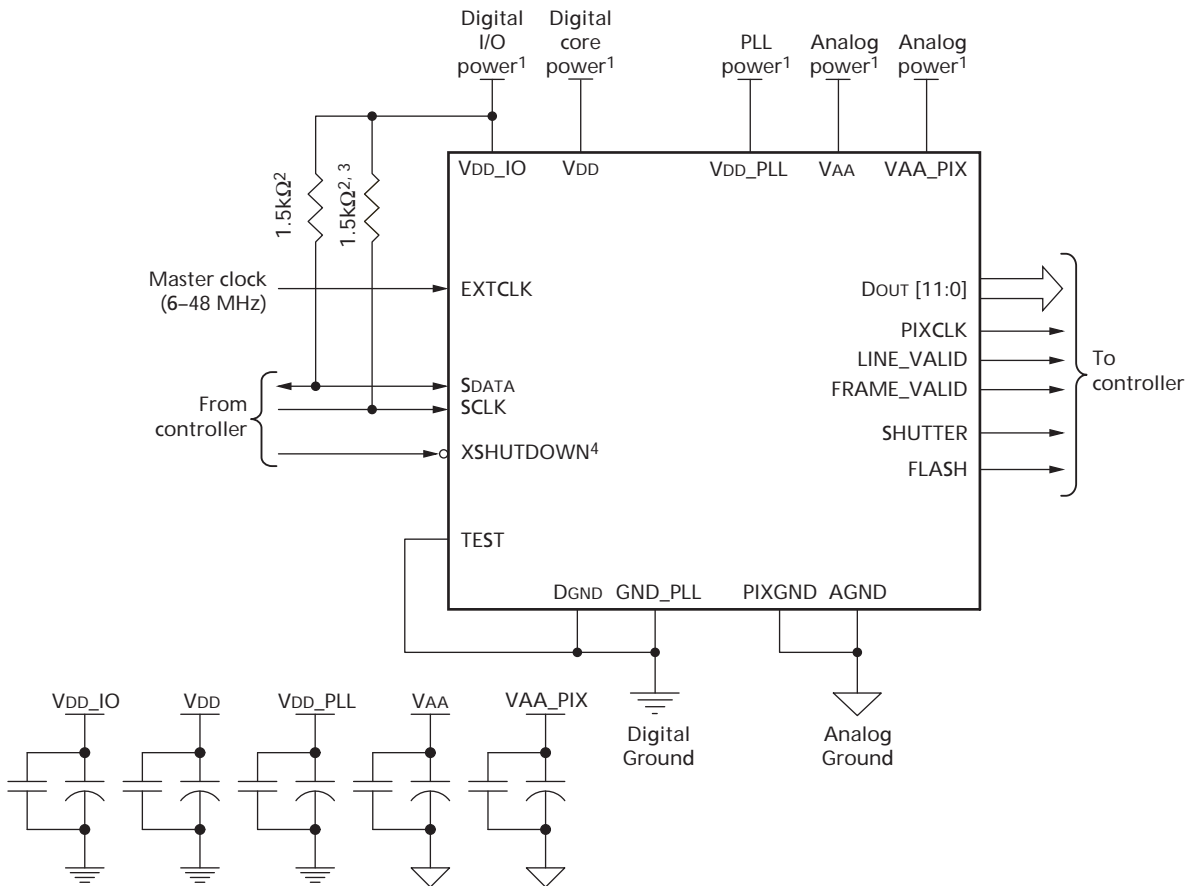 Digital
I/O
power1
Digital
core
power1
PLL
power1
Analog
power1
Analog
power1
VDD_IO
VDD
VDD_PLL
VAA
VAA_PIX
1.5kΩ2
1.5kΩ2, 3
Master clock
(6–48 MHz)
EXTCLK
DOUT [11:0]
PIXCLK
LINE_VALID
FRAME_VALID
SHUTTER
FLASH
To
controller
From
controller
SDATA
SCLK
XSHUTDOWN4
TEST
DGND
GND_PLL
PIXGND
AGND
Digital
Ground
Analog
Ground
VDD_IO
VDD
VDD_PLL
VAA
VAA_PIX